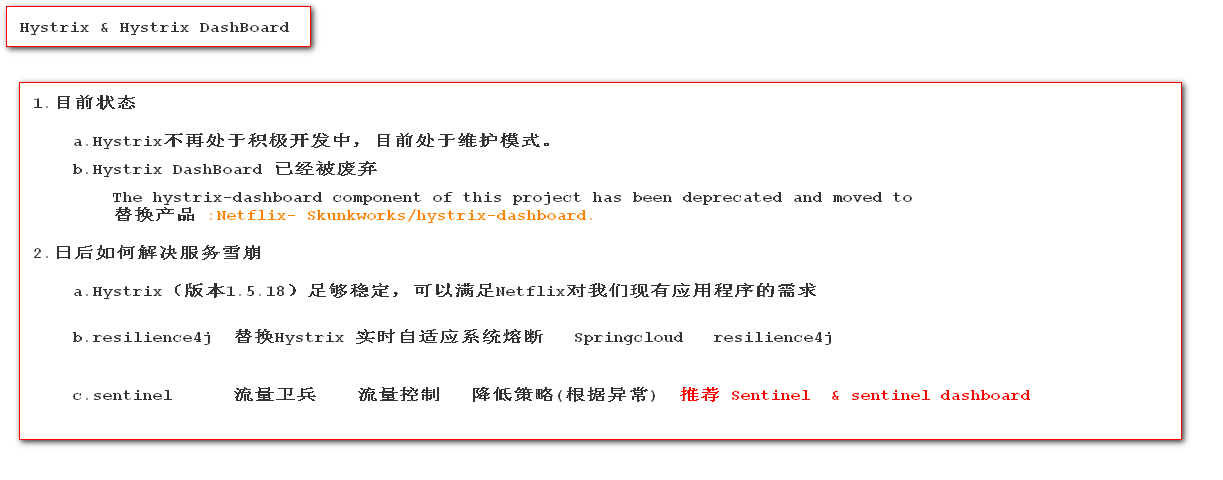 Hystrix & Hystrix DashBoard
1.目前状态
a.Hystrix不再处于积极开发中，目前处于维护模式。
b.Hystrix DashBoard 已经被废弃
The hystrix-dashboard component of this project has been deprecated and moved to
替换产品 :Netflix- Skunkworks/hystrix-dashboard.
2.日后如何解决服务雪崩
a.Hystrix（版本1.5.18）足够稳定，可以满足Netflix对我们现有应用程序的需求
b.resilience4j 替换Hystrix 实时自适应系统熔断 Springcloud resilience4j
c.sentinel 流量卫兵 流量控制 降低策略(根据异常) 推荐 Sentinel & sentinel dashboard